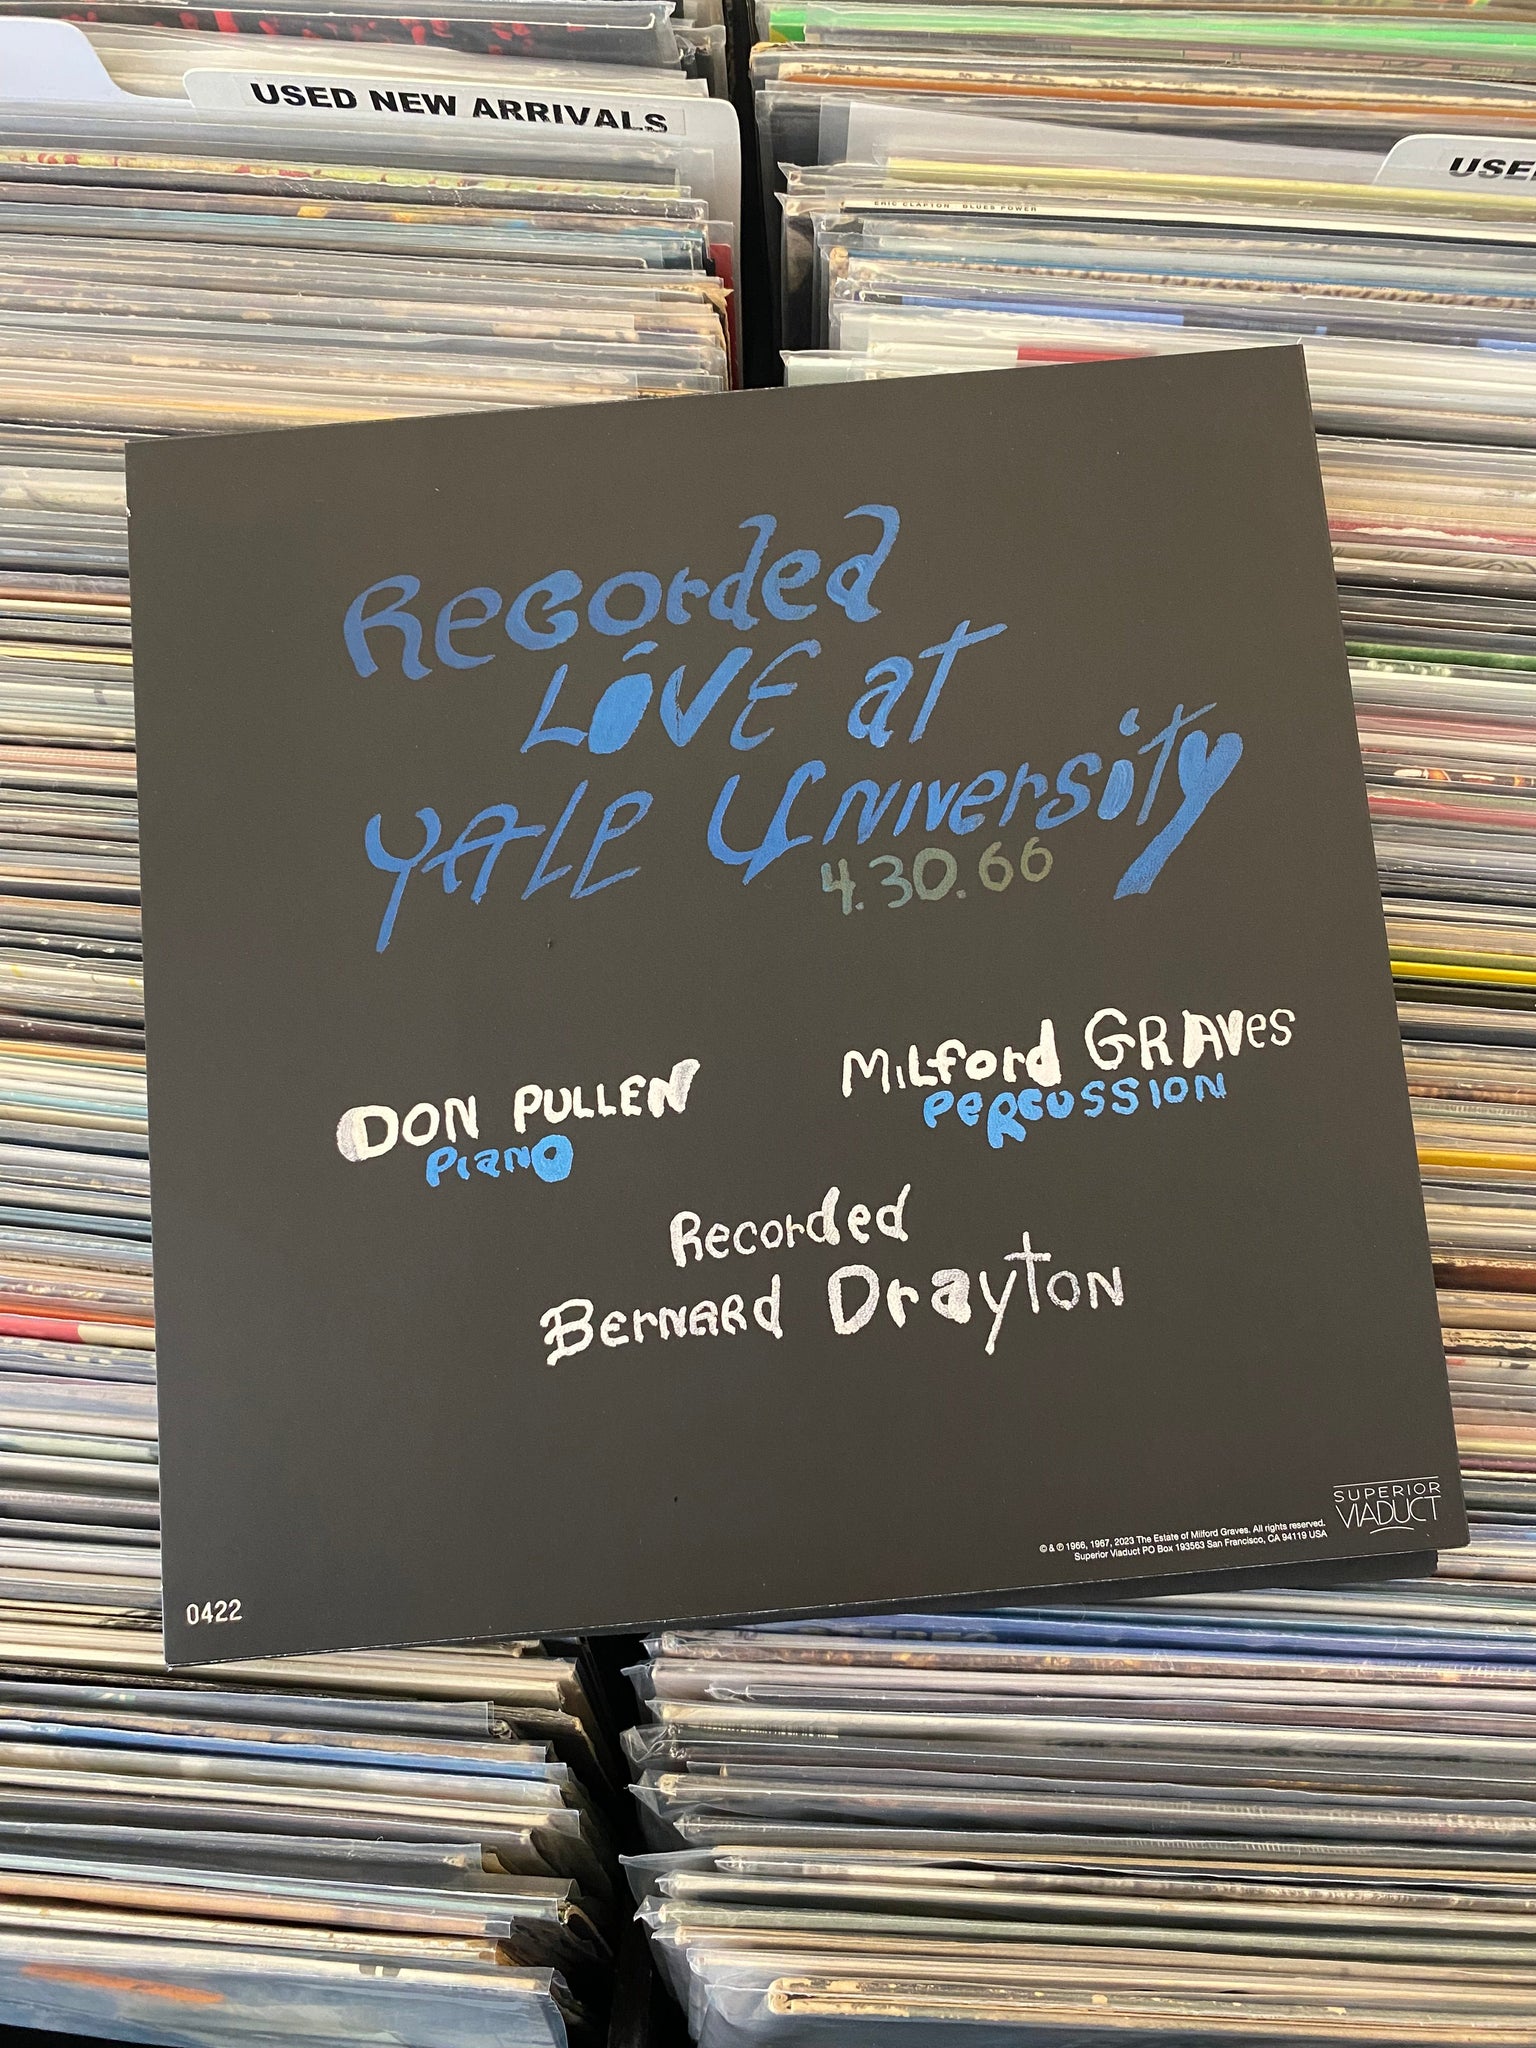 USED NEW ARRIVALS
USE
ERIC CLAPTON BLUES POWER
Recorded
LiVE at
YALE University
4.30.66
DON PULLEN
Piano
Milford GRAVes
Percussion
Recorded
Bernard Drayton
SUPERIOR
VIADUCT
© & ℗ 1966, 1967, 2023 The Estate of Milford Graves. All rights reserved.
Superior Viaduct PO Box 193563 San Francisco, CA 94119 USA
0422